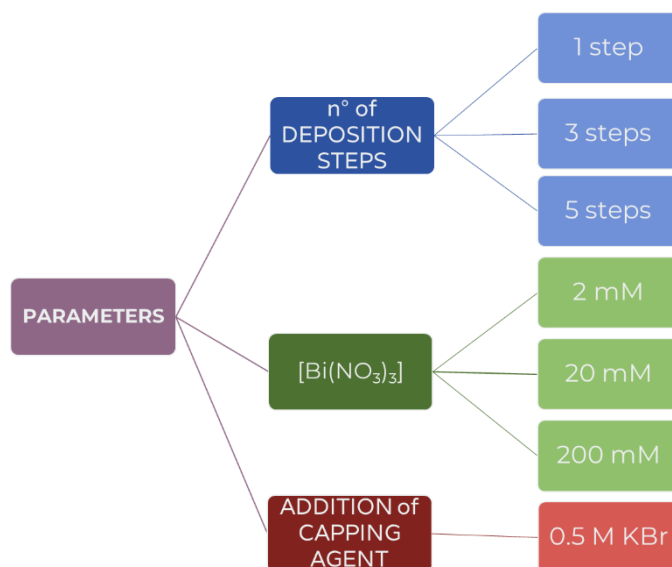 PARAMETERS
n° of
DEPOSITION
STEPS
1 step
3 steps
5 steps
[Bi(NO₃)₃]
2 mM
20 mM
200 mM
ADDITION of
CAPPING
AGENT
0.5 M KBr